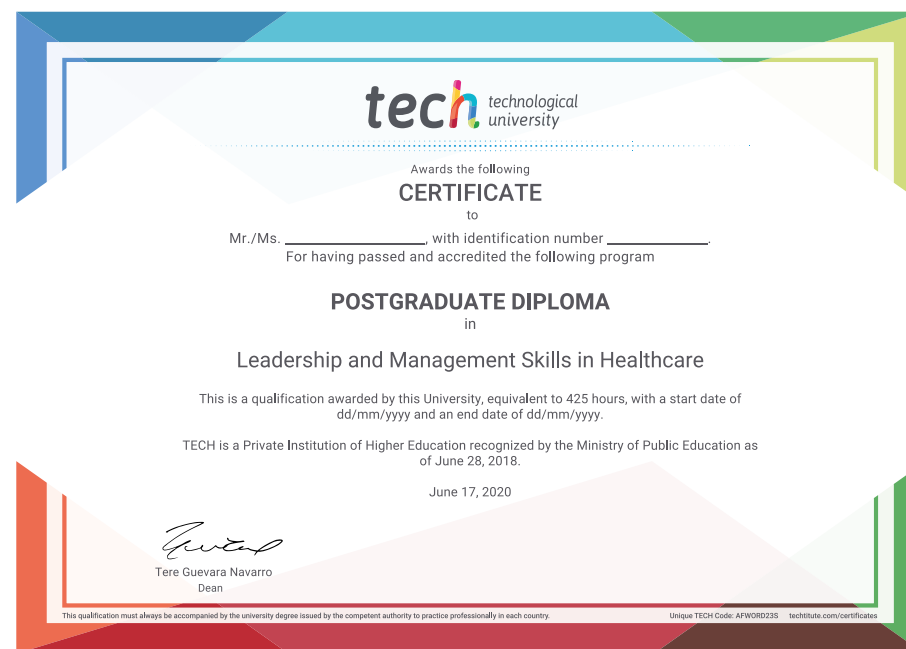 tech technological
university
Awards the following
CERTIFICATE
to
Mr./Ms. ____________________, with identification number ______________.
For having passed and accredited the following program
POSTGRADUATE DIPLOMA
in
Leadership and Management Skills in Healthcare
This is a qualification awarded by this University, equivalent to 425 hours, with a start date of
dd/mm/yyyy and an end date of dd/mm/yyyy.
TECH is a Private Institution of Higher Education recognized by the Ministry of Public Education as
of June 28, 2018.
June 17, 2020
Tere Guevara Navarro
Dean
This qualification must always be accompanied by the university degree issued by the competent authority to practice professionally in each country. Unique TECH Code: AFWORD23S techtitute.com/certificates